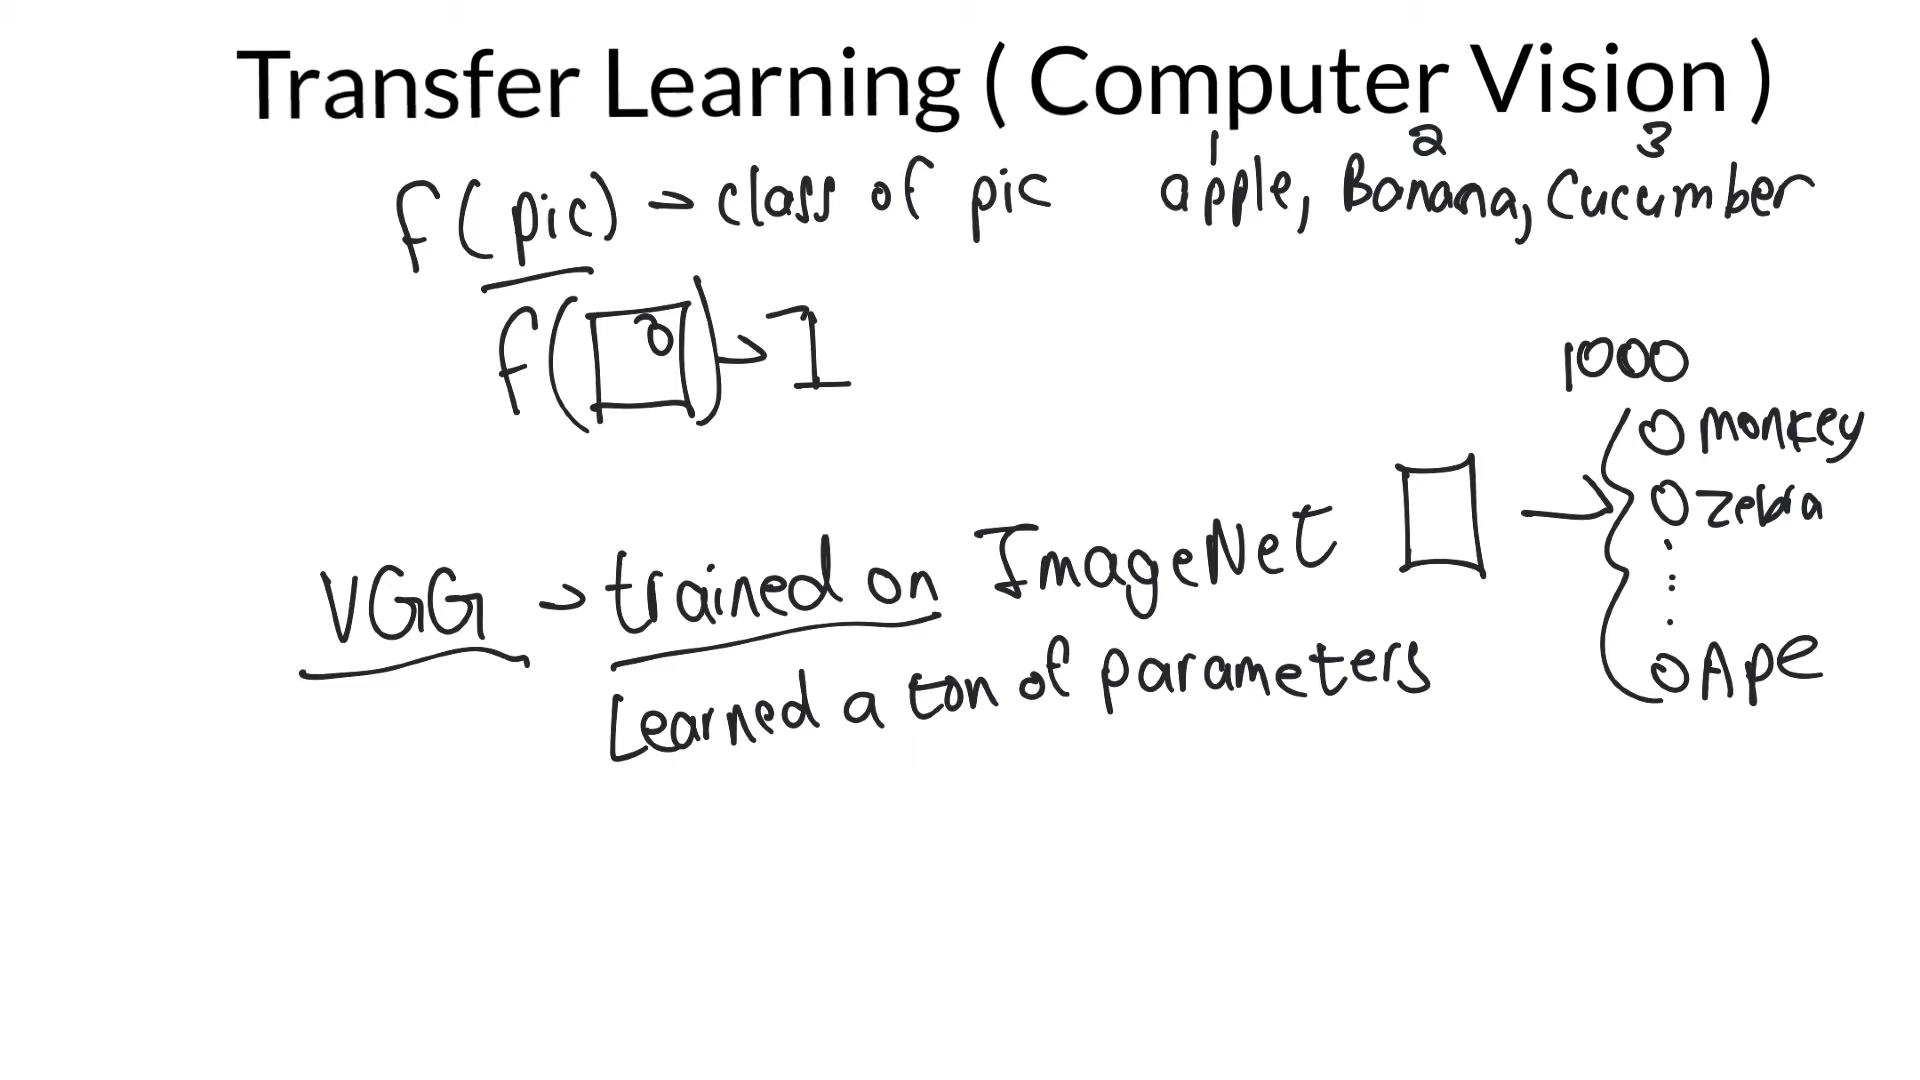 Transfer Learning ( Computer Vision )
1 2 3
f(pic) → class of pic apple, Banana, Cucumber
f( ) → 1
1000
monkey
zebra
VGG → trained on ImageNet
Learned a ton of parameters
Ape